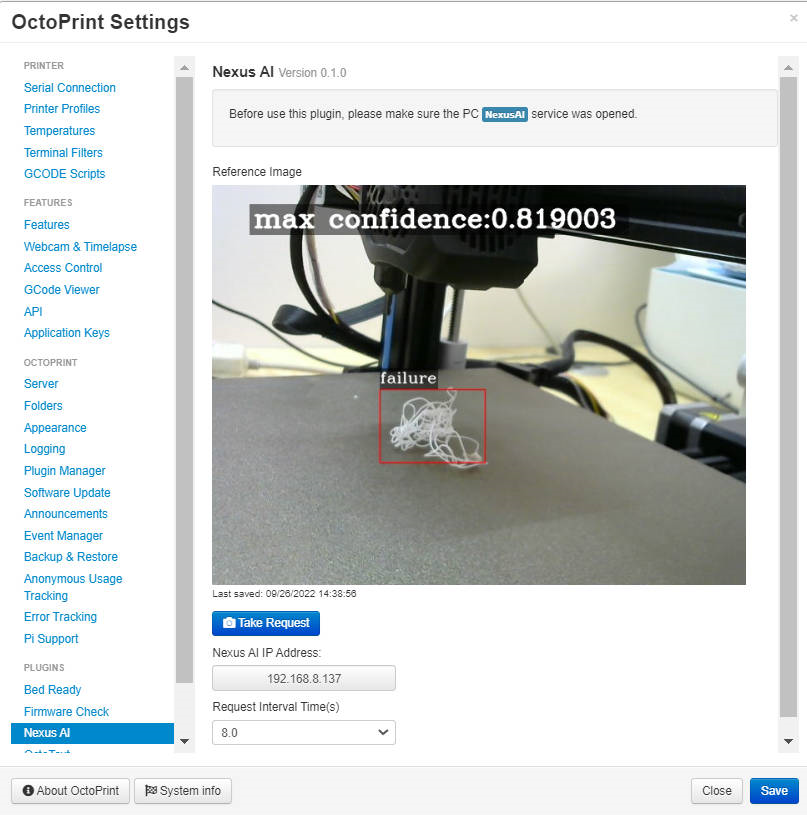 OctoPrint Settings
×
PRINTER
Serial Connection
Printer Profiles
Temperatures
Terminal Filters
GCODE Scripts
FEATURES
Features
Webcam & Timelapse
Access Control
GCode Viewer
API
Application Keys
OCTOPRINT
Server
Folders
Appearance
Logging
Plugin Manager
Software Update
Announcements
Event Manager
Backup & Restore
Anonymous Usage
Tracking
Error Tracking
Pi Support
PLUGINS
Bed Ready
Firmware Check
Nexus AI
Nexus AI Version 0.1.0
Before use this plugin, please make sure the PC NexusAI service was opened.
Reference Image
max confidence:0.819003
failure
Last saved: 09/26/2022 14:38:56
Take Request
Nexus AI IP Address:
192.168.8.137
Request Interval Time(s)
8.0
About OctoPrint
System info
Close
Save